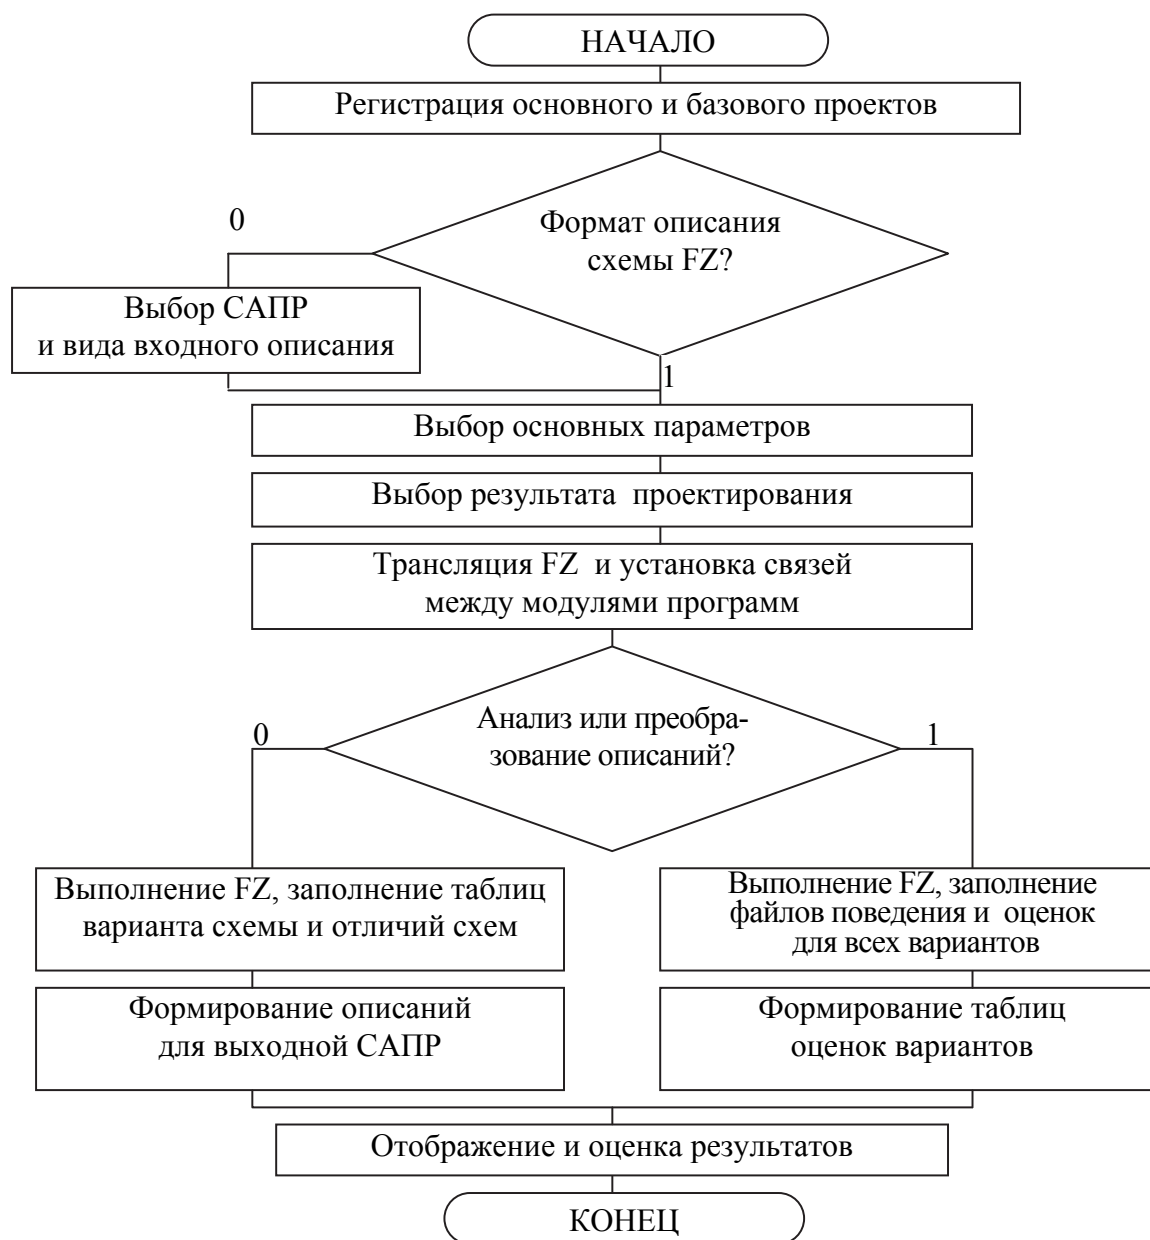 НАЧАЛО
Регистрация основного и базового проектов
Формат описания
схемы FZ?
0
Выбор САПР
и вида входного описания
1
Выбор основных параметров
Выбор результата проектирования
Трансляция FZ и установка связей
между модулями программ
Анализ или преобра-
зование описаний?
0
1
Выполнение FZ, заполнение таблиц
варианта схемы и отличий схем
Выполнение FZ, заполнение
файлов поведения и оценок
для всех вариантов
Формирование описаний
для выходной САПР
Формирование таблиц
оценок вариантов
Отображение и оценка результатов
КОНЕЦ